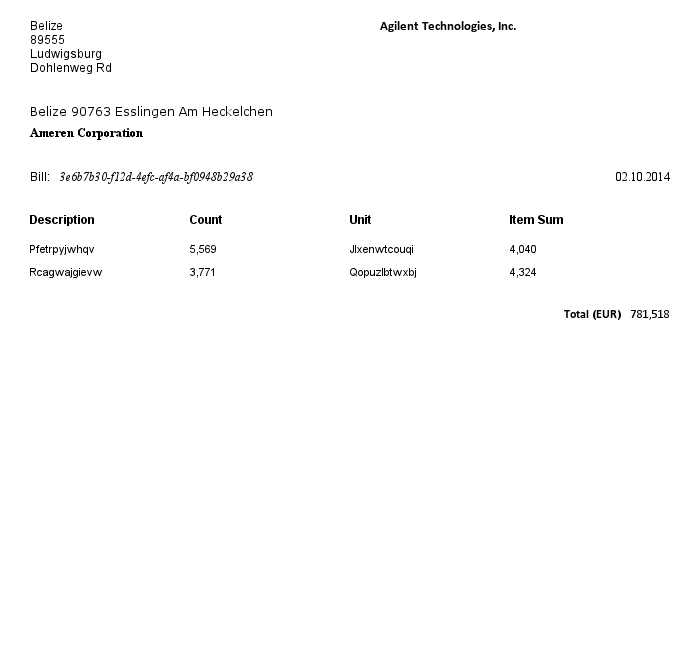 Belize
89555
Ludwigsburg
Dohlenweg Rd
Agilent Technologies, Inc.
Belize 90763 Esslingen Am Heckelchen
Ameren Corporation
Bill: 3e6b7b30-f12d-4efc-af4a-bf0948b29a38 02.10.2014
Description Count Unit Item Sum
Pfetrpyjwhqv 5,569 Jlxenwtcouqi 4,040
Rcagwajgievw 3,771 Qopuzlbtwxbj 4,324
Total (EUR) 781,518